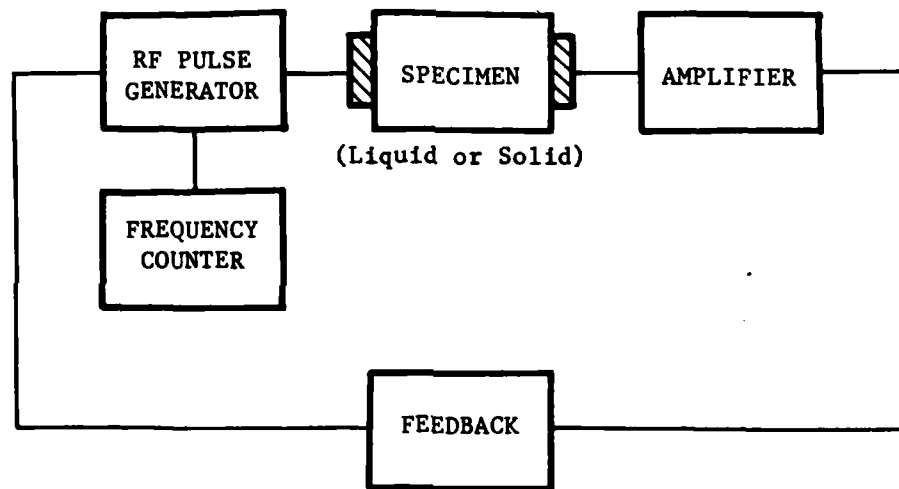 RF PULSE
GENERATOR
SPECIMEN
AMPLIFIER
(Liquid or Solid)
FREQUENCY
COUNTER
FEEDBACK